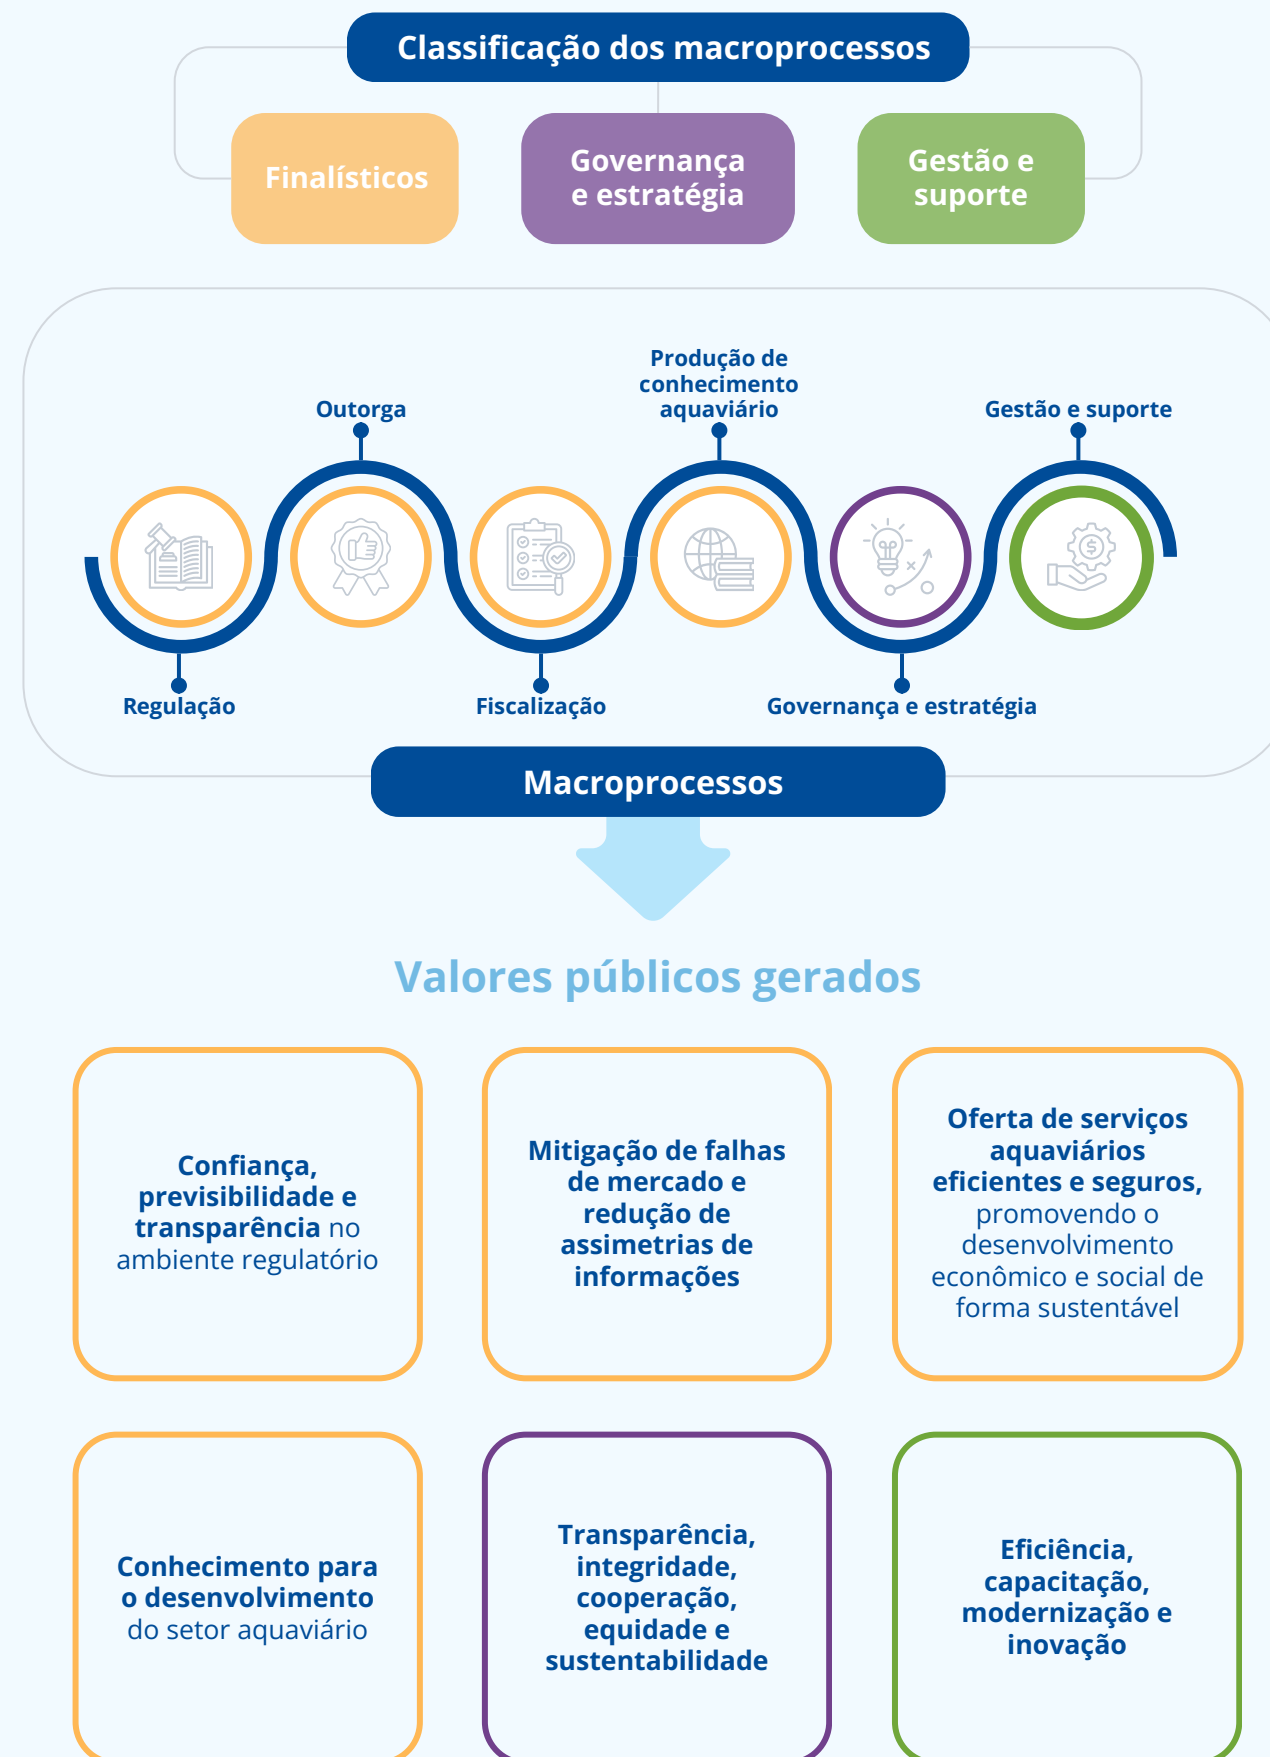 Classificação dos macroprocessos
Finalísticos
Governança
e estratégia
Gestão e
suporte
Produção de
conhecimento
aquaviário
Outorga
Gestão e suporte
Regulação
Fiscalização
Governança e estratégia
Macroprocessos
Valores públicos gerados
Confiança,
previsibilidade e
transparência no
ambiente regulatório
Mitigação de falhas
de mercado e
redução de
assimetrias de
informações
Oferta de serviços
aquaviários
eficientes e seguros,
promovendo o
desenvolvimento
econômico e social de
forma sustentável
Conhecimento para
o desenvolvimento
do setor aquaviário
Transparência,
integridade,
cooperação,
equidade e
sustentabilidade
Eficiência,
capacitação,
modernização e
inovação